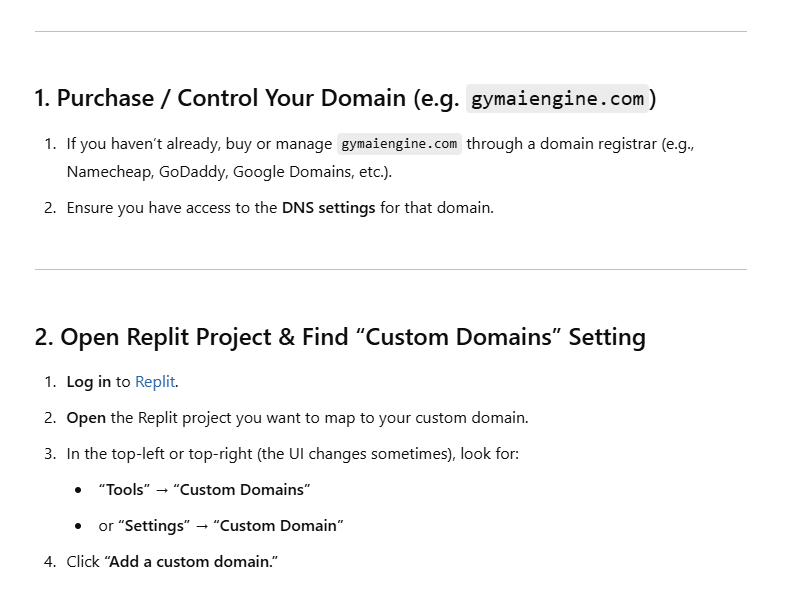 1. Purchase / Control Your Domain (e.g. gymaiengine.com)
1. If you haven’t already, buy or manage gymaiengine.com through a domain registrar (e.g.,
Namecheap, GoDaddy, Google Domains, etc.).
2. Ensure you have access to the DNS settings for that domain.
2. Open Replit Project & Find “Custom Domains” Setting
1. Log in to Replit.
2. Open the Replit project you want to map to your custom domain.
3. In the top-left or top-right (the UI changes sometimes), look for:
• “Tools” → “Custom Domains”
• or “Settings” → “Custom Domain”
4. Click “Add a custom domain.”